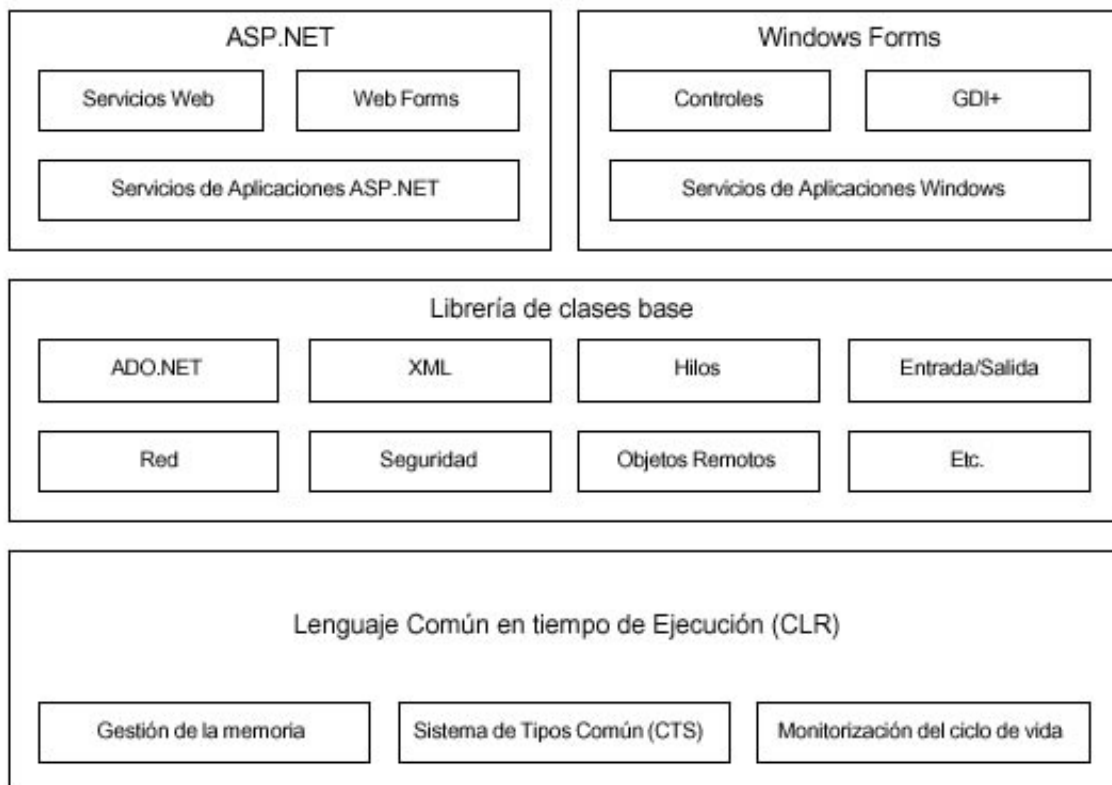 ASP.NET
Servicios Web
Web Forms
Servicios de Aplicaciones ASP.NET
Windows Forms
Controles
GDI+
Servicios de Aplicaciones Windows
Librería de clases base
ADO.NET
XML
Hilos
Entrada/Salida
Red
Seguridad
Objetos Remotos
Etc.
Lenguaje Común en tiempo de Ejecución (CLR)
Gestión de la memoria
Sistema de Tipos Común (CTS)
Monitorización del ciclo de vida